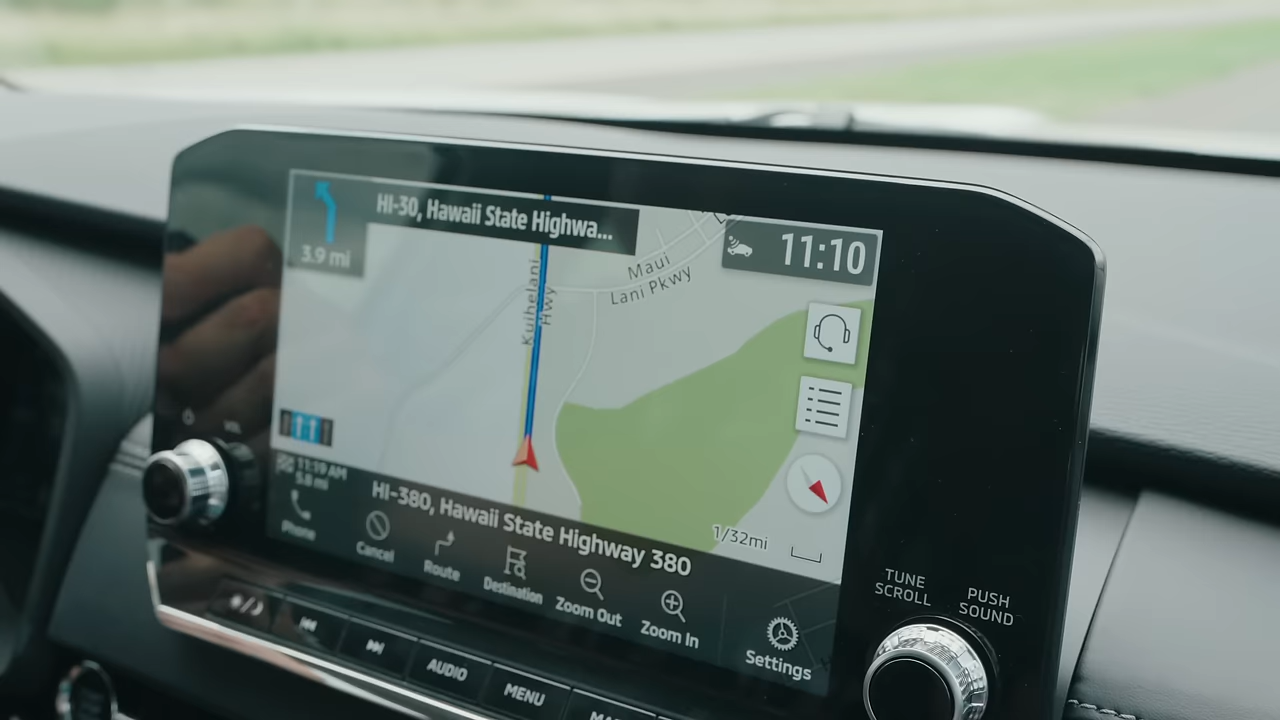 HI-30, Hawaii State Highwa...
3.9 mi
11:10
Maui
Lani Pkwy
Kuihelani
Hwy
VOL
11:19 AM
5.8 mi
HI-380, Hawaii State Highway 380
1/32mi
Phone
Cancel
Route
Destination
Zoom Out
Zoom In
Settings
TUNE
SCROLL
PUSH
SOUND
AUDIO
MENU